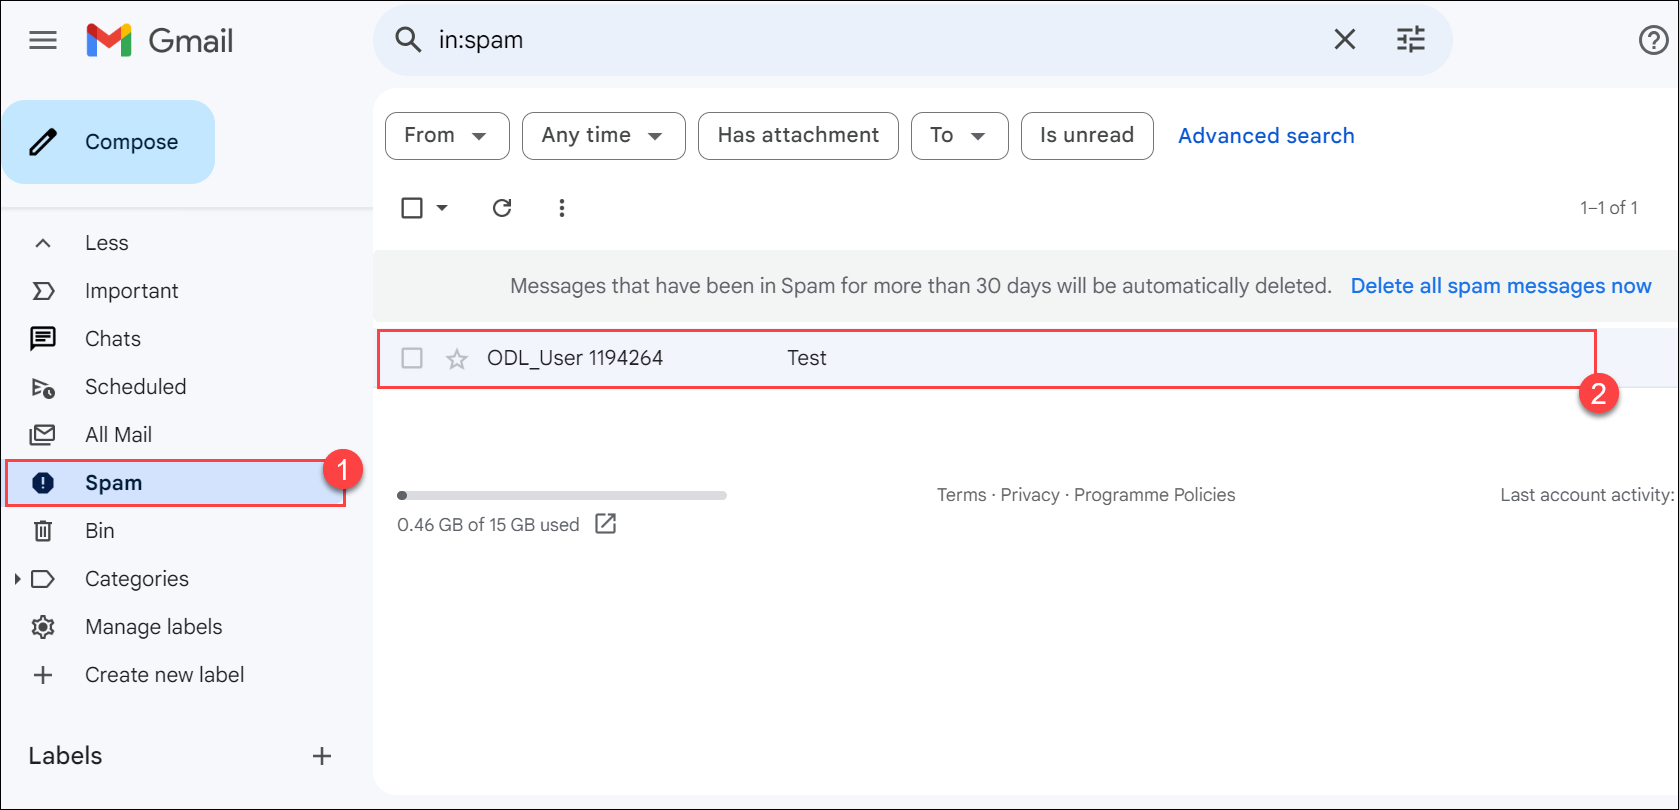 Gmail
in:spam
Compose
From
Any time
Has attachment
To
Is unread
Advanced search
1–1 of 1
Less
Important
Chats
Scheduled
All Mail
Spam
1
Bin
Categories
Manage labels
Create new label
Labels
Messages that have been in Spam for more than 30 days will be automatically deleted. Delete all spam messages now
ODL_User 1194264 Test
2
0.46 GB of 15 GB used
Terms · Privacy · Programme Policies
Last account activity: